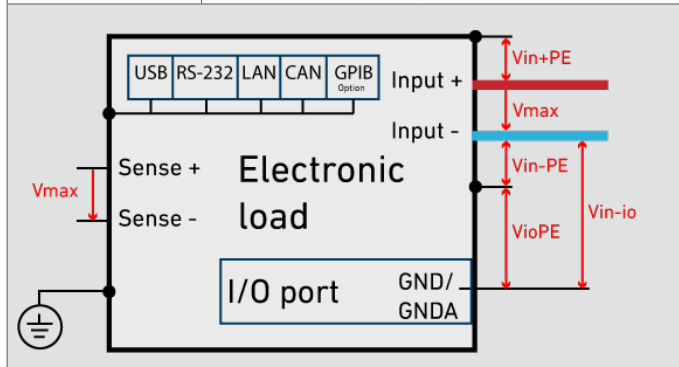 USB RS-232 LAN CAN GPIB
Option
Input +
Input -
Vin+PE
Vmax
Vin-PE
Vin-io
VioPE
Vmax
Sense +
Sense -
Electronic
load
I/O port
GND/
GNDA